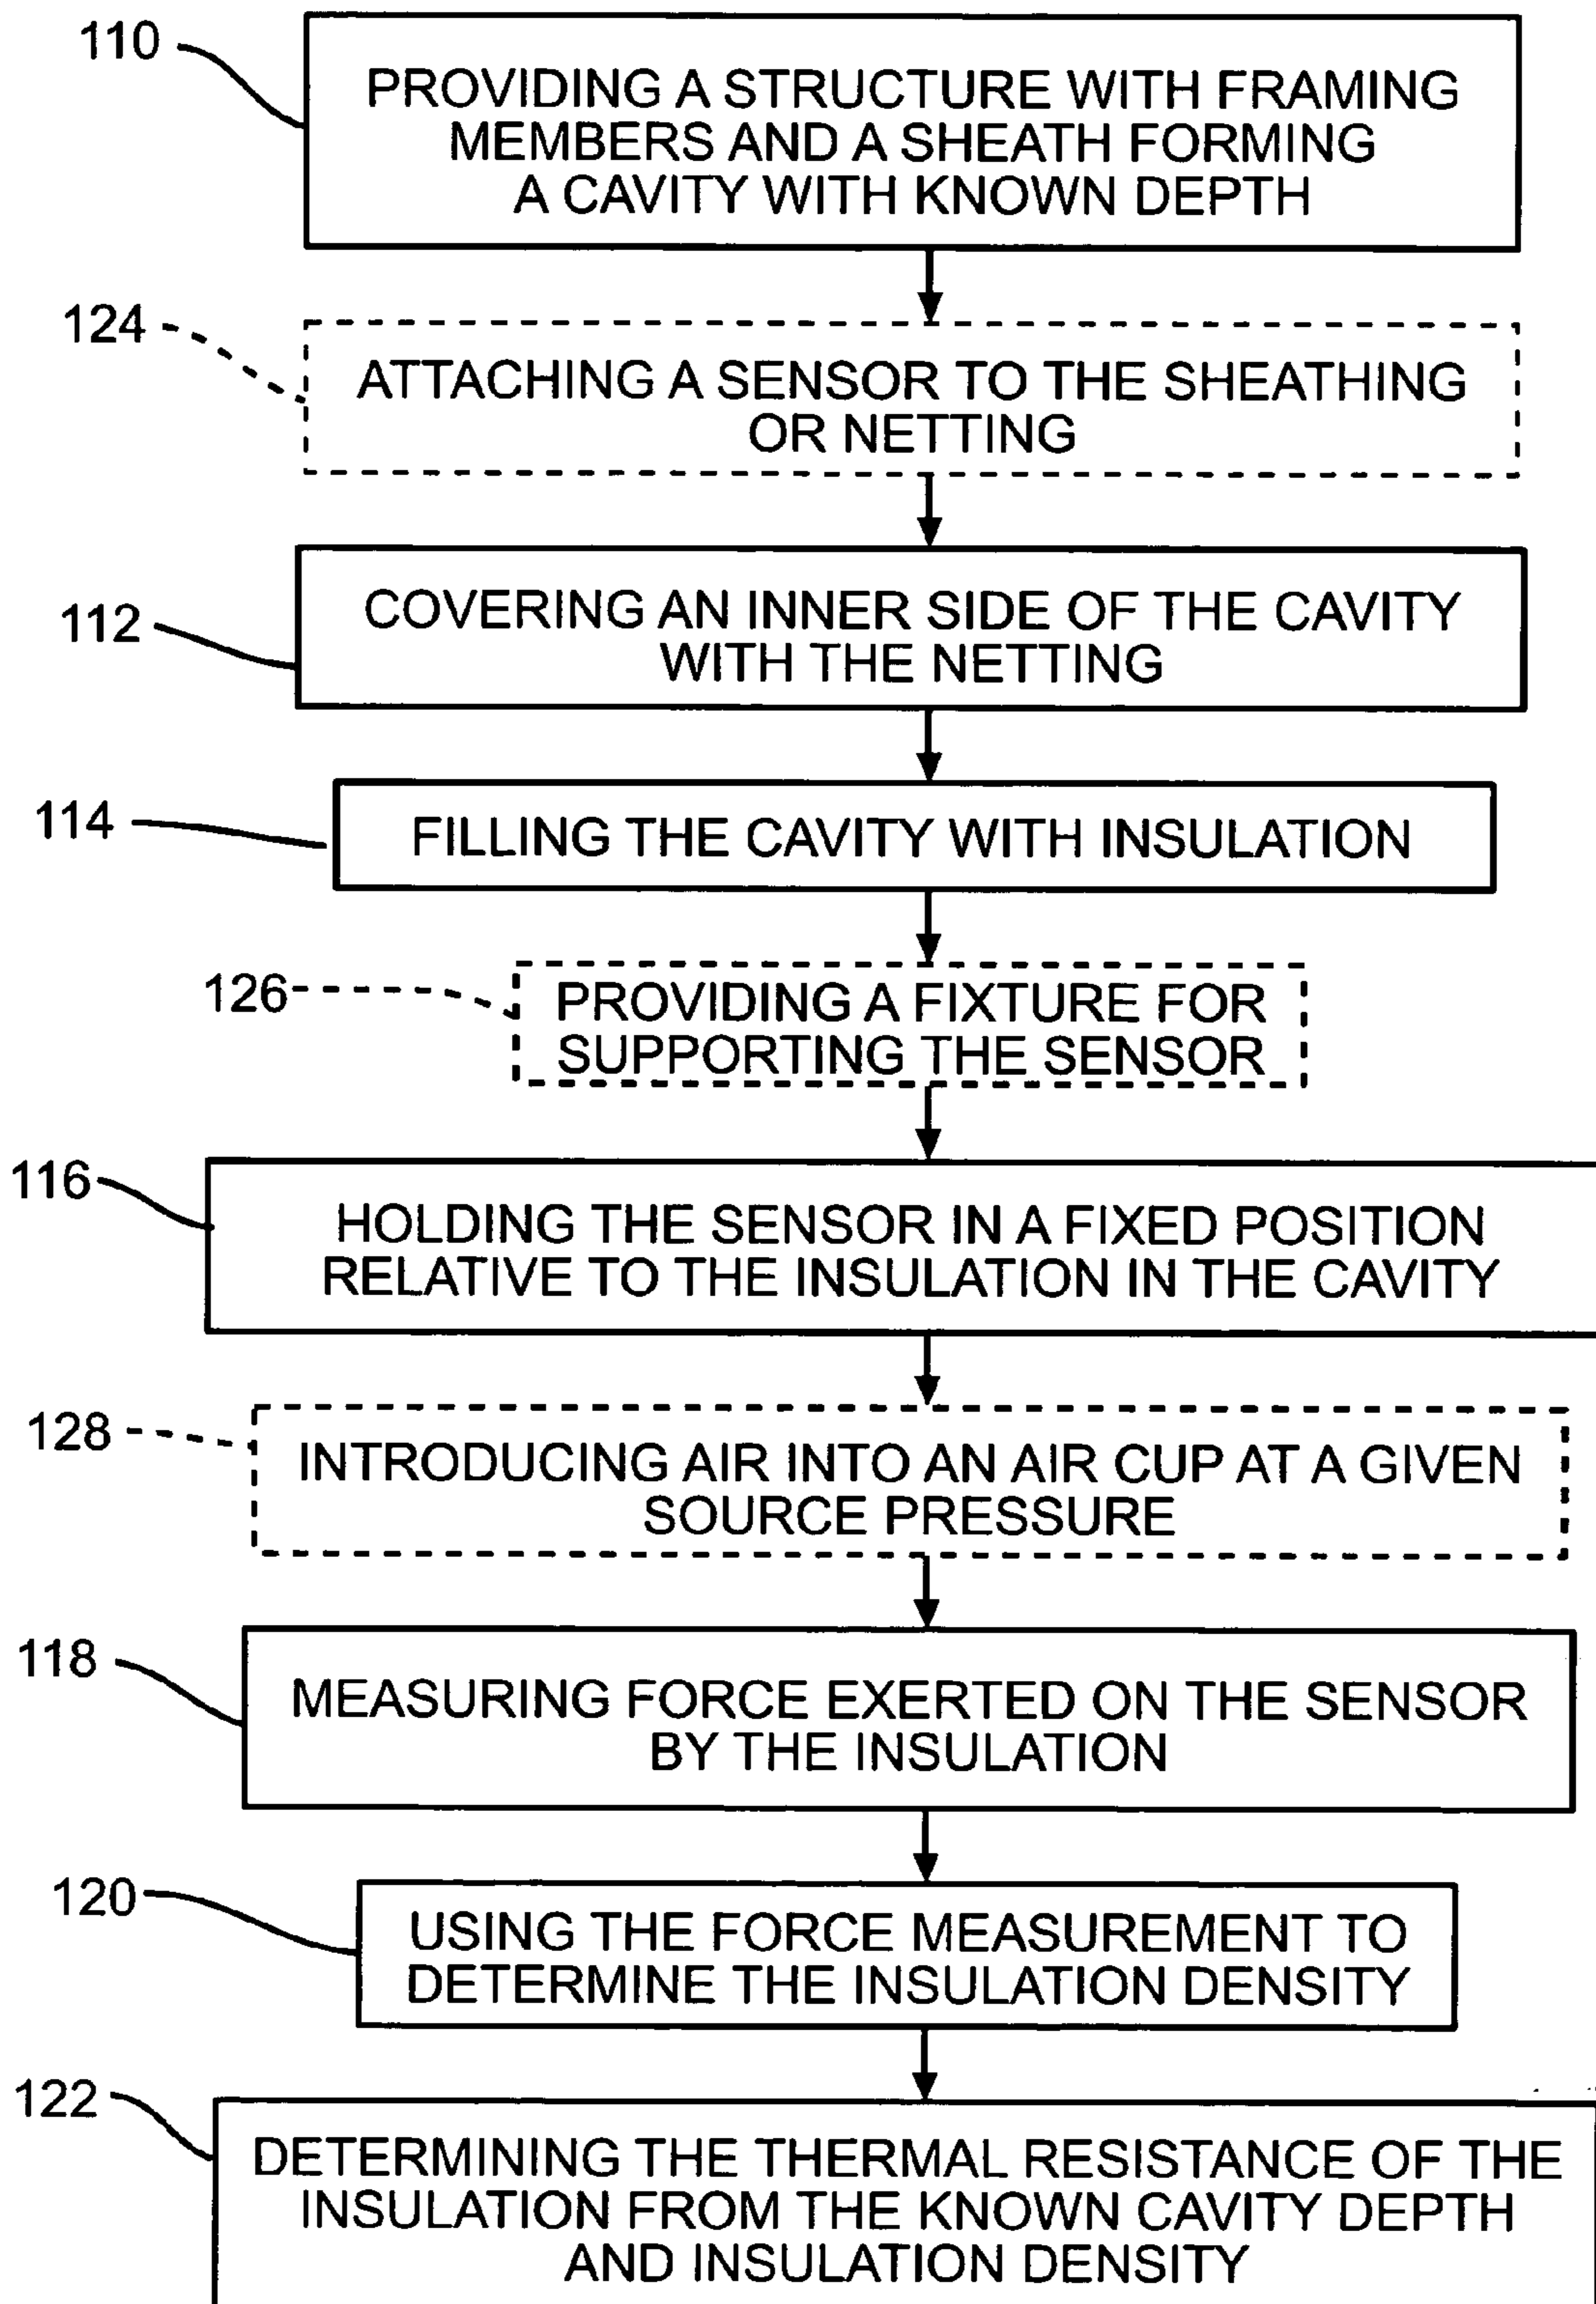 110
PROVIDING A STRUCTURE WITH FRAMING
MEMBERS AND A SHEATH FORMING
A CAVITY WITH KNOWN DEPTH
124
ATTACHING A SENSOR TO THE SHEATHING
OR NETTING
112
COVERING AN INNER SIDE OF THE CAVITY
WITH THE NETTING
114
FILLING THE CAVITY WITH INSULATION
126
PROVIDING A FIXTURE FOR
SUPPORTING THE SENSOR
116
HOLDING THE SENSOR IN A FIXED POSITION
RELATIVE TO THE INSULATION IN THE CAVITY
128
INTRODUCING AIR INTO AN AIR CUP AT A GIVEN
SOURCE PRESSURE
118
MEASURING FORCE EXERTED ON THE SENSOR
BY THE INSULATION
120
USING THE FORCE MEASUREMENT TO
DETERMINE THE INSULATION DENSITY
122
DETERMINING THE THERMAL RESISTANCE OF THE
INSULATION FROM THE KNOWN CAVITY DEPTH
AND INSULATION DENSITY